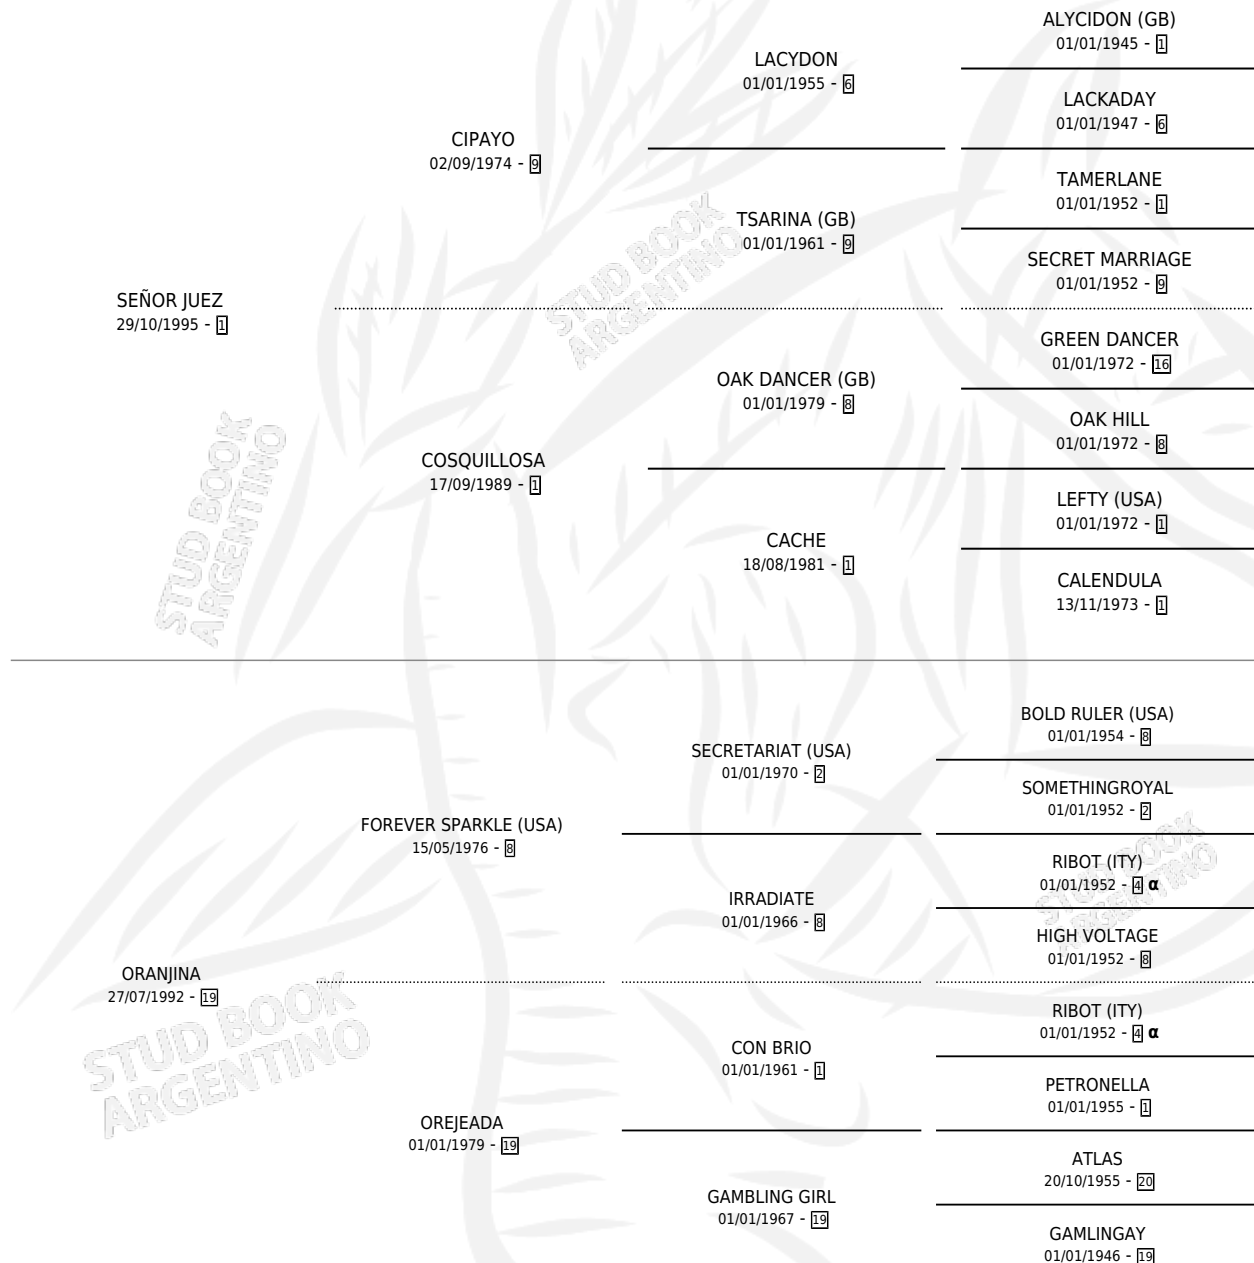 ALYCIDON (GB)
01/01/1945 - 1
LACYDON
01/01/1955 - 6
LACKADAY
01/01/1947 - 6
CIPAYO
02/09/1974 - 9
TAMERLANE
01/01/1952 - 1
TSARINA (GB)
01/01/1961 - 9
SECRET MARRIAGE
01/01/1952 - 9
STUD BOOK
ARGENTINO
SEÑOR JUEZ
29/10/1995 - 1
GREEN DANCER
01/01/1972 - 16
OAK DANCER (GB)
01/01/1979 - 8
OAK HILL
01/01/1972 - 8
COSQUILLOSA
17/09/1989 - 1
LEFTY (USA)
01/01/1972 - 1
CACHE
18/08/1981 - 1
CALENDULA
13/11/1973 - 1
STUD BOOK
ARGENTINO
BOLD RULER (USA)
01/01/1954 - 8
SECRETARIAT (USA)
01/01/1970 - 2
SOMETHINGROYAL
01/01/1952 - 2
FOREVER SPARKLE (USA)
15/05/1976 - 8
RIBOT (ITY)
01/01/1952 - 4 α
IRRADIATE
01/01/1966 - 8
HIGH VOLTAGE
01/01/1952 - 8
STUD BOOK
ARGENTINO
ORANJINA
27/07/1992 - 19
RIBOT (ITY)
01/01/1952 - 4 α
CON BRIO
01/01/1961 - 1
PETRONELLA
01/01/1955 - 1
OREJEADA
01/01/1979 - 19
ATLAS
20/10/1955 - 20
GAMBLING GIRL
01/01/1967 - 19
GAMLINGAY
01/01/1946 - 19
STUD BOOK
ARGENTINO